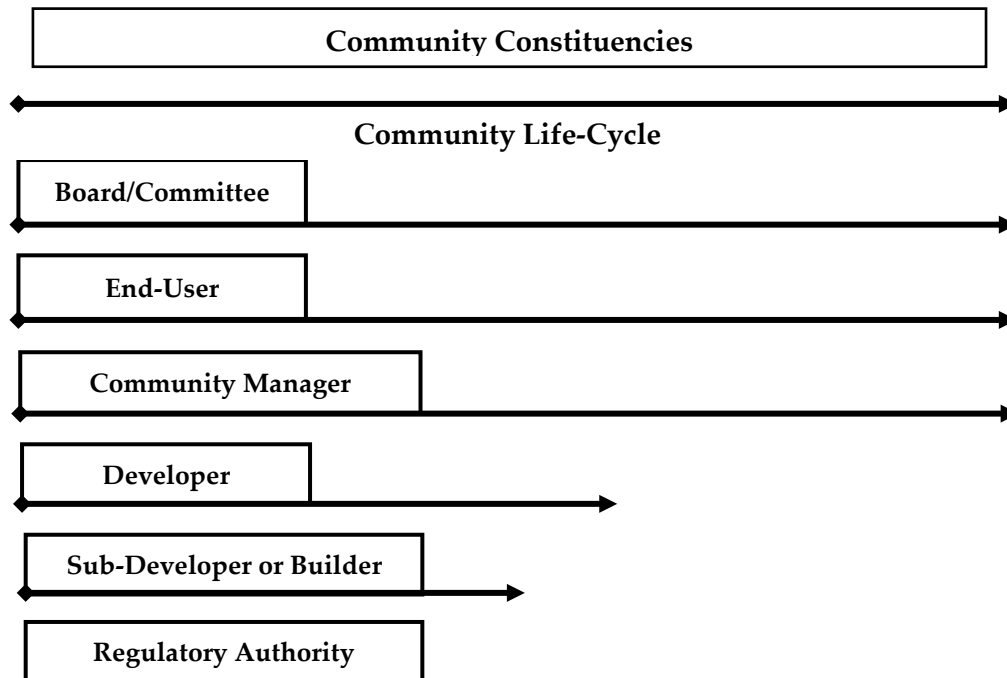 Community Constituencies
Community Life-Cycle
Board/Committee
End-User
Community Manager
Developer
Sub-Developer or Builder
Regulatory Authority